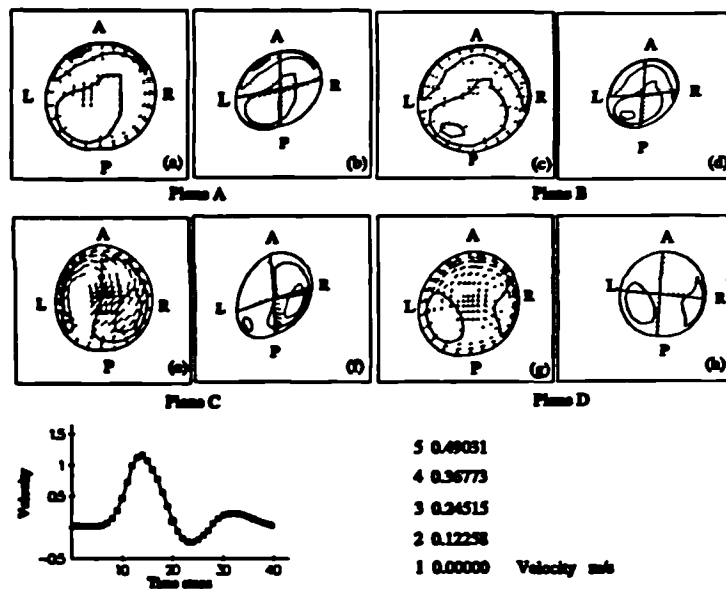 A A A A
L R L R
P P P P
(a) (b) (c) (d)
Plane A Plane B
A A A A
L R L R L R L R
P P P P
(e) (f) (g) (h)
Plane C Plane D
1.5
1
0.5
0
-0.5
Velocity
10 20 30 40
Time steps
5 0.49031
4 0.36773
3 0.24515
2 0.12258
1 0.00000 Velocity m/s